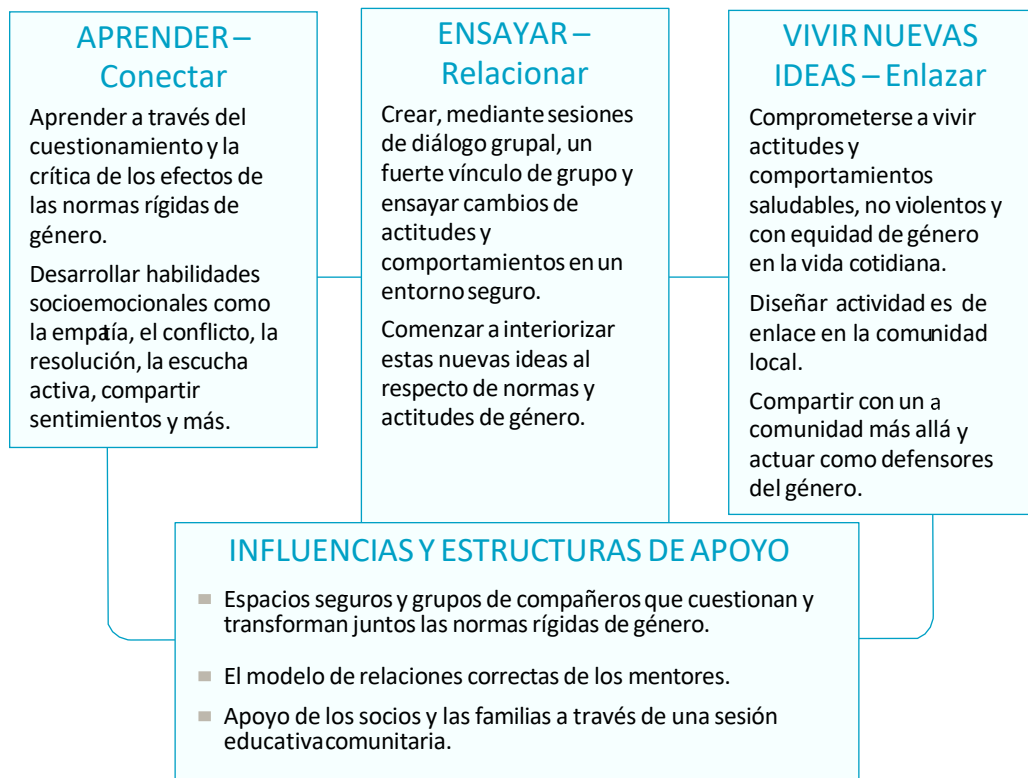 APRENDER –
Conectar
Aprender a través del
cuestionamiento y la
crítica de los efectos de
las normas rígidas de
género.
Desarrollar habilidades
socioemocionales como
la empatía, el conflicto, la
resolución, la escucha
activa, compartir
sentimientos y más.
ENSAYAR –
Relacionar
Crear, mediante sesiones
de diálogo grupal, un
fuerte vínculo de grupo y
ensayar cambios de
actitudes y
comportamientos en un
entorno seguro.
Comenzar a interiorizar
estas nuevas ideas al
respecto de normas y
actitudes de género.
VIVIR NUEVAS
IDEAS – Enlazar
Comprometerse a vivir
actitudes y
comportamientos
saludables, no violentos y
con equidad de género
en la vida cotidiana.
Diseñar actividad es de
enlace en la comunidad
local.
Compartir con un a
comunidad más allá y
actuar como defensores
del género.
INFLUENCIAS Y ESTRUCTURAS DE APOYO
Espacios seguros y grupos de compañeros que cuestionan y
transforman juntos las normas rígidas de género.
El modelo de relaciones correctas de los mentores.
Apoyo de los socios y las familias a través de una sesión
educativa comunitaria.